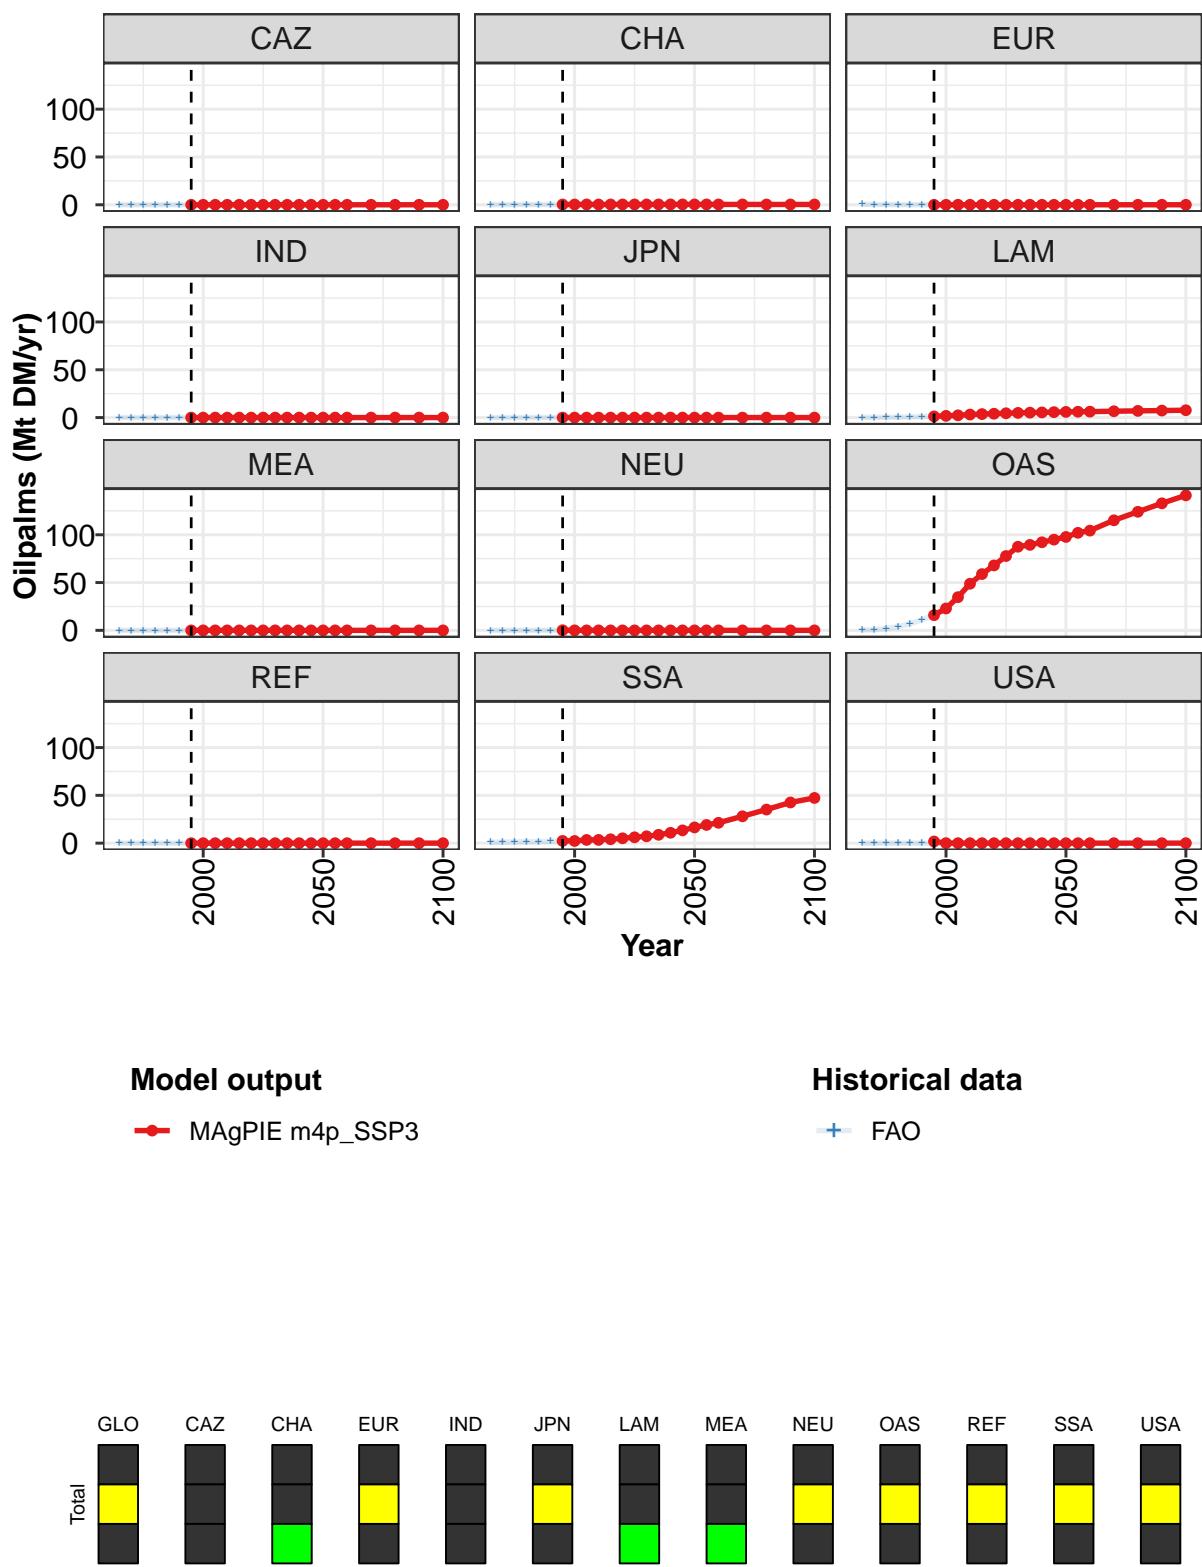 CAZ CHA EUR
100
50
0
IND JPN LAM
100
50
0
MEA NEU OAS
100
50
0
REF SSA USA
100
50
0
Oilpalms (Mt DM/yr)
2000 2050 2100 2000 2050 2100 2000 2050 2100
Year
Model output Historical data
MAgPIE m4p_SSP3 FAO
GLO CAZ CHA EUR IND JPN LAM MEA NEU OAS REF SSA USA
Total